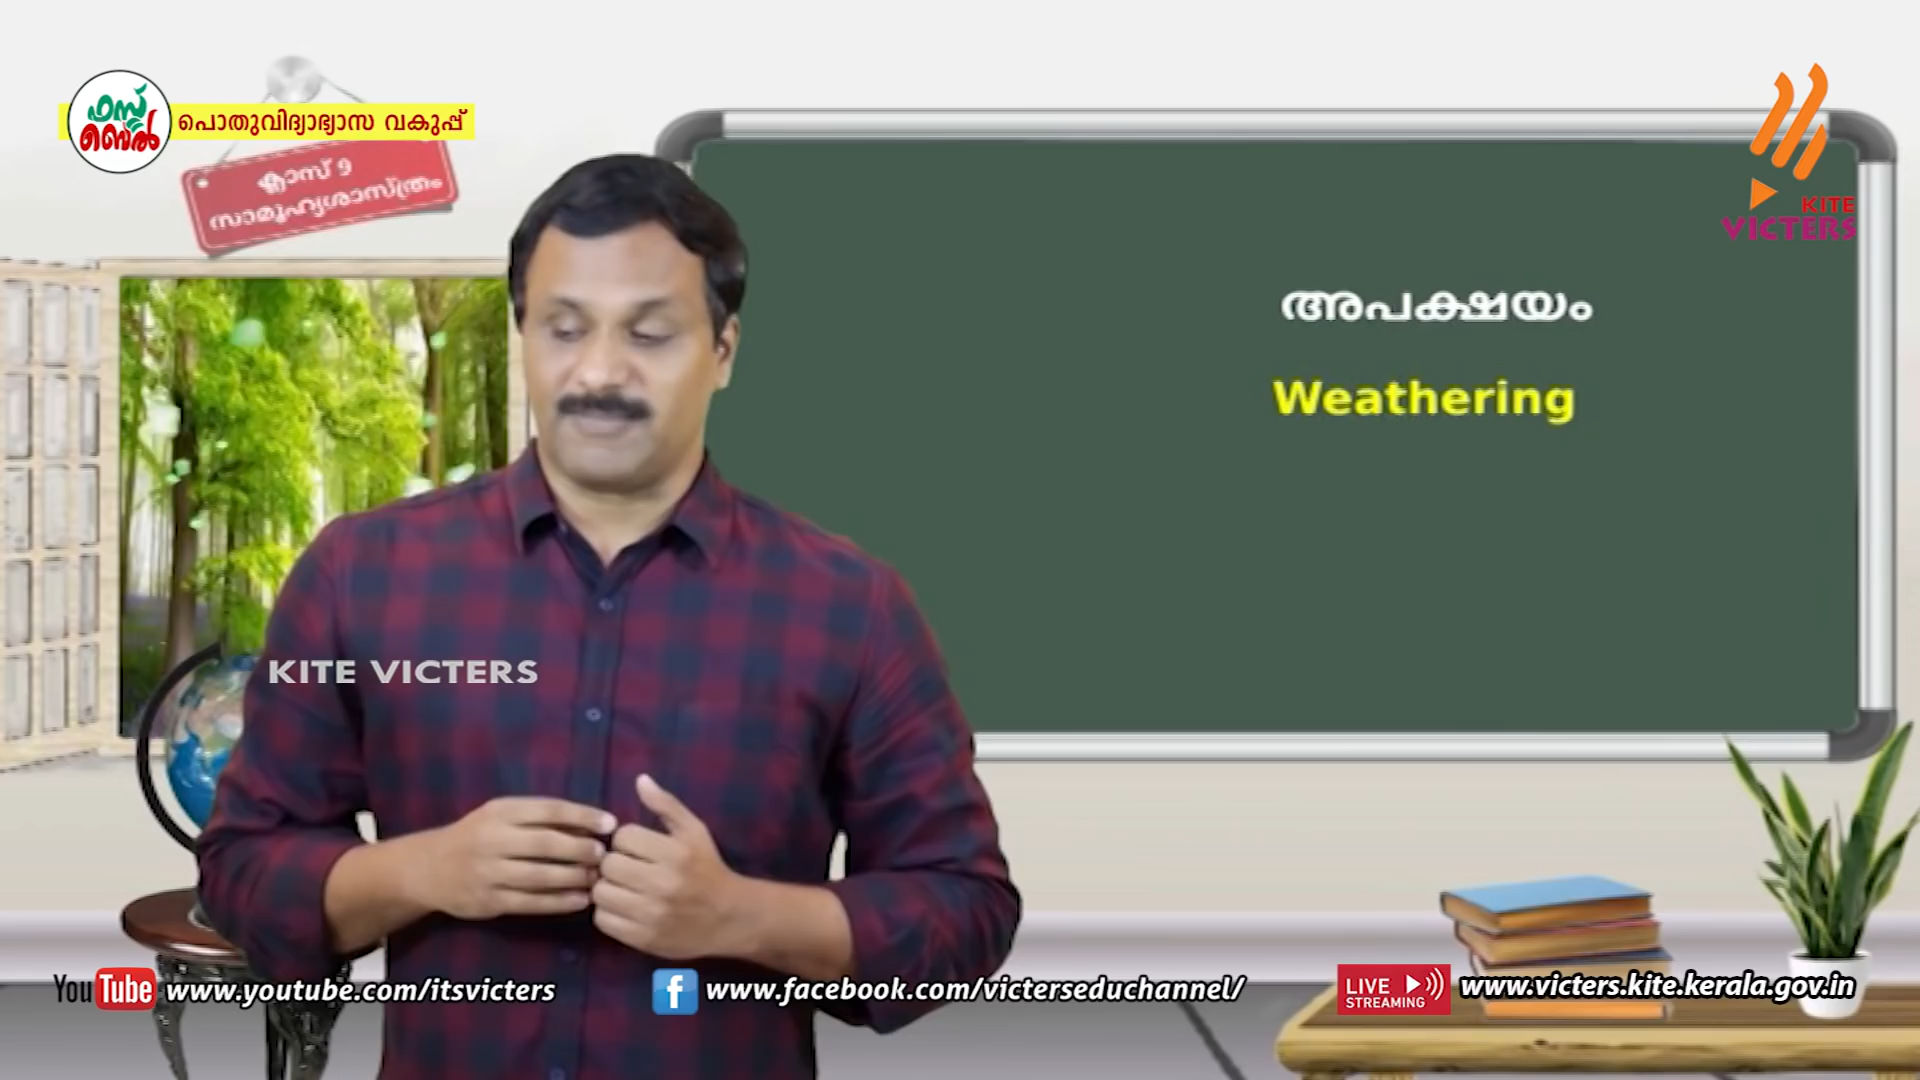 ഫസ്റ്റ്
ബെൽ
പൊതുവിദ്യാഭ്യാസ വകുപ്പ്
ക്ലാസ് 9
സാമൂഹ്യശാസ്ത്രം
KITE
VICTERS
അപക്ഷയം
Weathering
KITE VICTERS
YouTube www.youtube.com/itsvicters
f www.facebook.com/victerseduchannel/
LIVE STREAMING www.victers.kite.kerala.gov.in